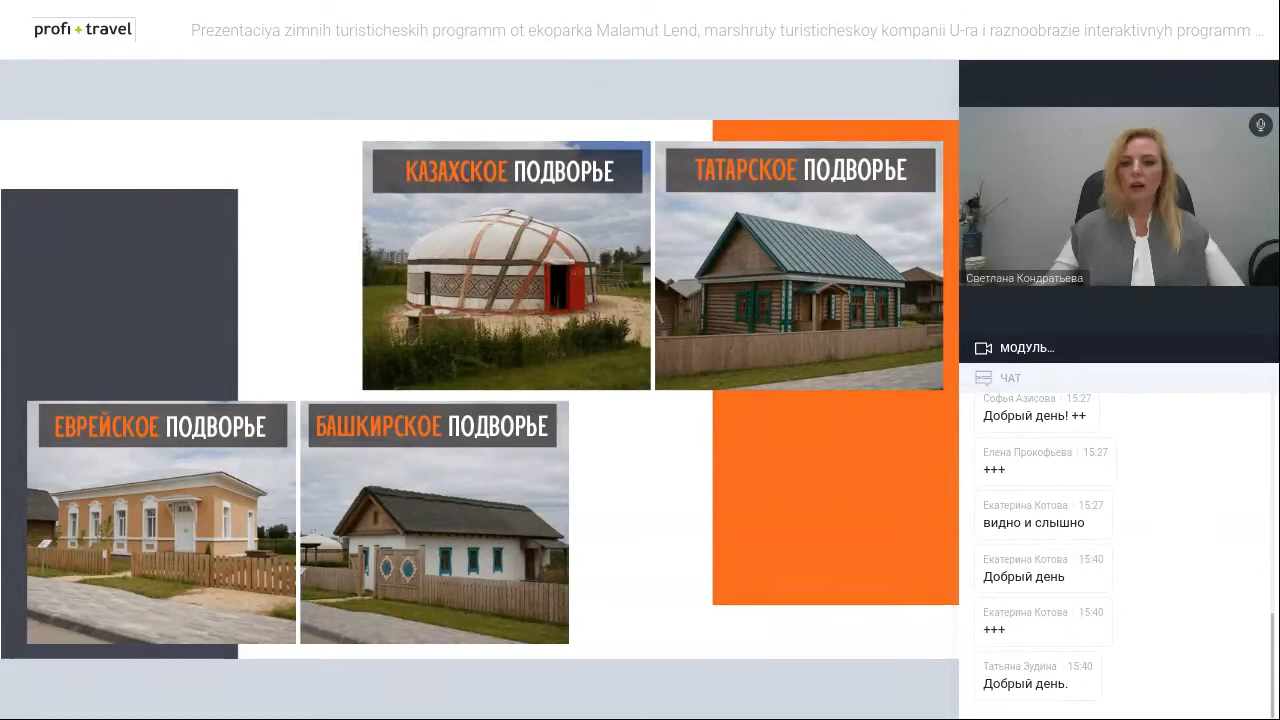 profi + travel
Prezentaciya zimnih turisticheskih programm ot ekoparka Malamut Lend, marshruty turisticheskoy kompanii U-ra i raznoobrazie interaktivnyh programm ...
КАЗАХСКОЕ ПОДВОРЬЕ
ТАТАРСКОЕ ПОДВОРЬЕ
ЕВРЕЙСКОЕ ПОДВОРЬЕ
БАШКИРСКОЕ ПОДВОРЬЕ
Светлана Кондратьева
МОДУЛЬ...
ЧАТ
Софья Азисова 15:27
Добрый день! ++
Елена Прокофьева 15:27
+++
Екатерина Котова 15:27
видно и слышно
Екатерина Котова 15:40
Добрый день
Екатерина Котова 15:40
+++
Татьяна Зудина 15:40
Добрый день.